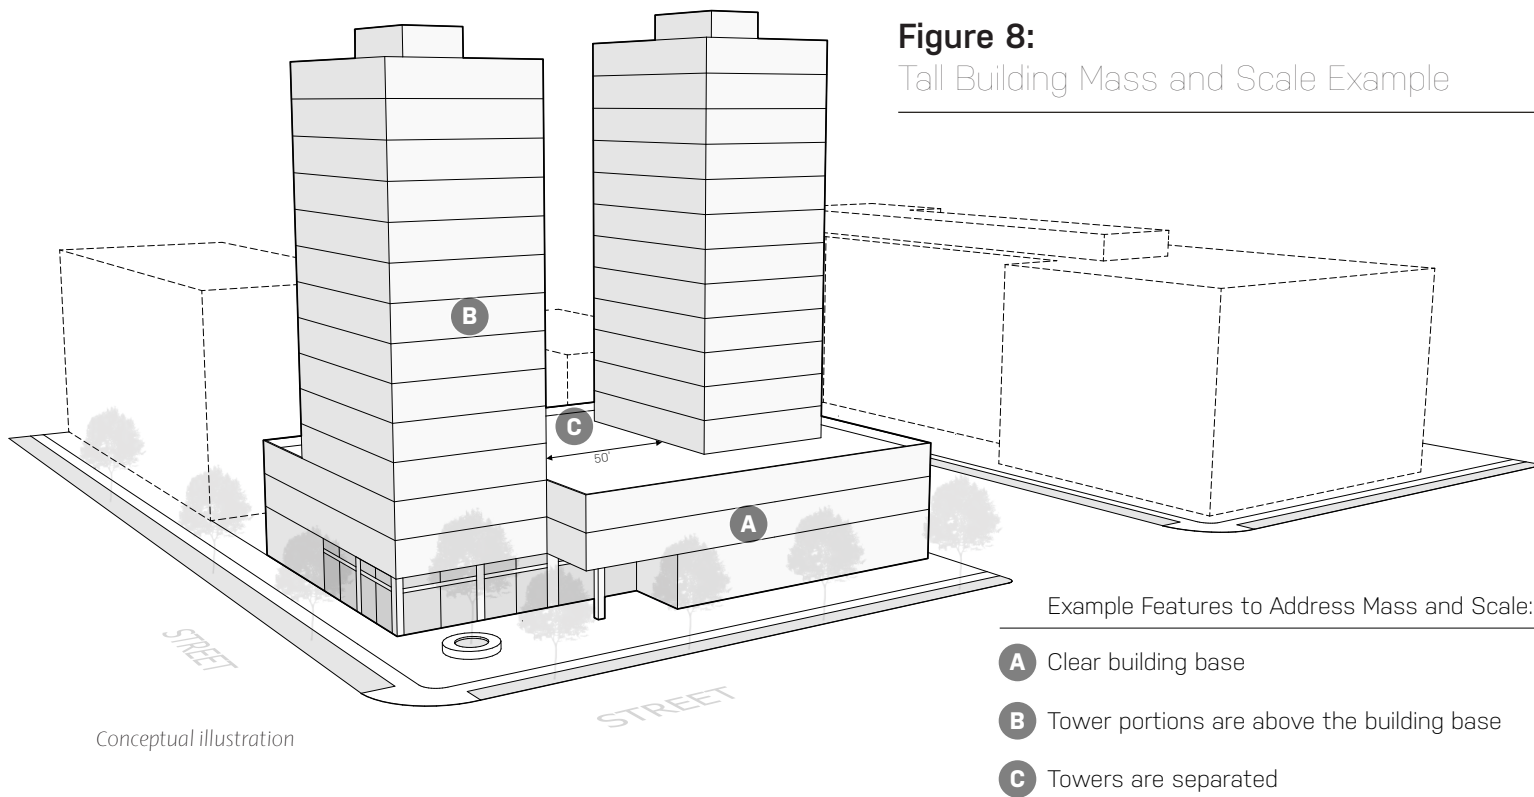 Figure 8:
Tall Building Mass and Scale Example
B
C
50'
A
STREET
STREET
Conceptual illustration
Example Features to Address Mass and Scale:
A Clear building base
B Tower portions are above the building base
C Towers are separated